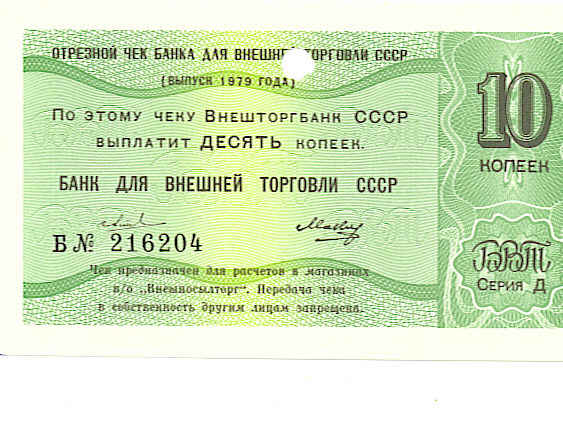 ОТРЕЗНОЙ ЧЕК БАНКА ДЛЯ ВНЕШНЕЙ ТОРГОВЛИ СССР
(ВЫПУСК 1979 ГОДА)
По этому чеку Внешторгбанк СССР
выплатит ДЕСЯТЬ копеек.
БАНК ДЛЯ ВНЕШНЕЙ ТОРГОВЛИ СССР
Б № 216204
Чек предназначен для расчетов в магазинах
в/о „Внешпосылторг“. Передача чека
в собственность другим лицам запрещена.
10
КОПЕЕК
БВТ
Серия Д